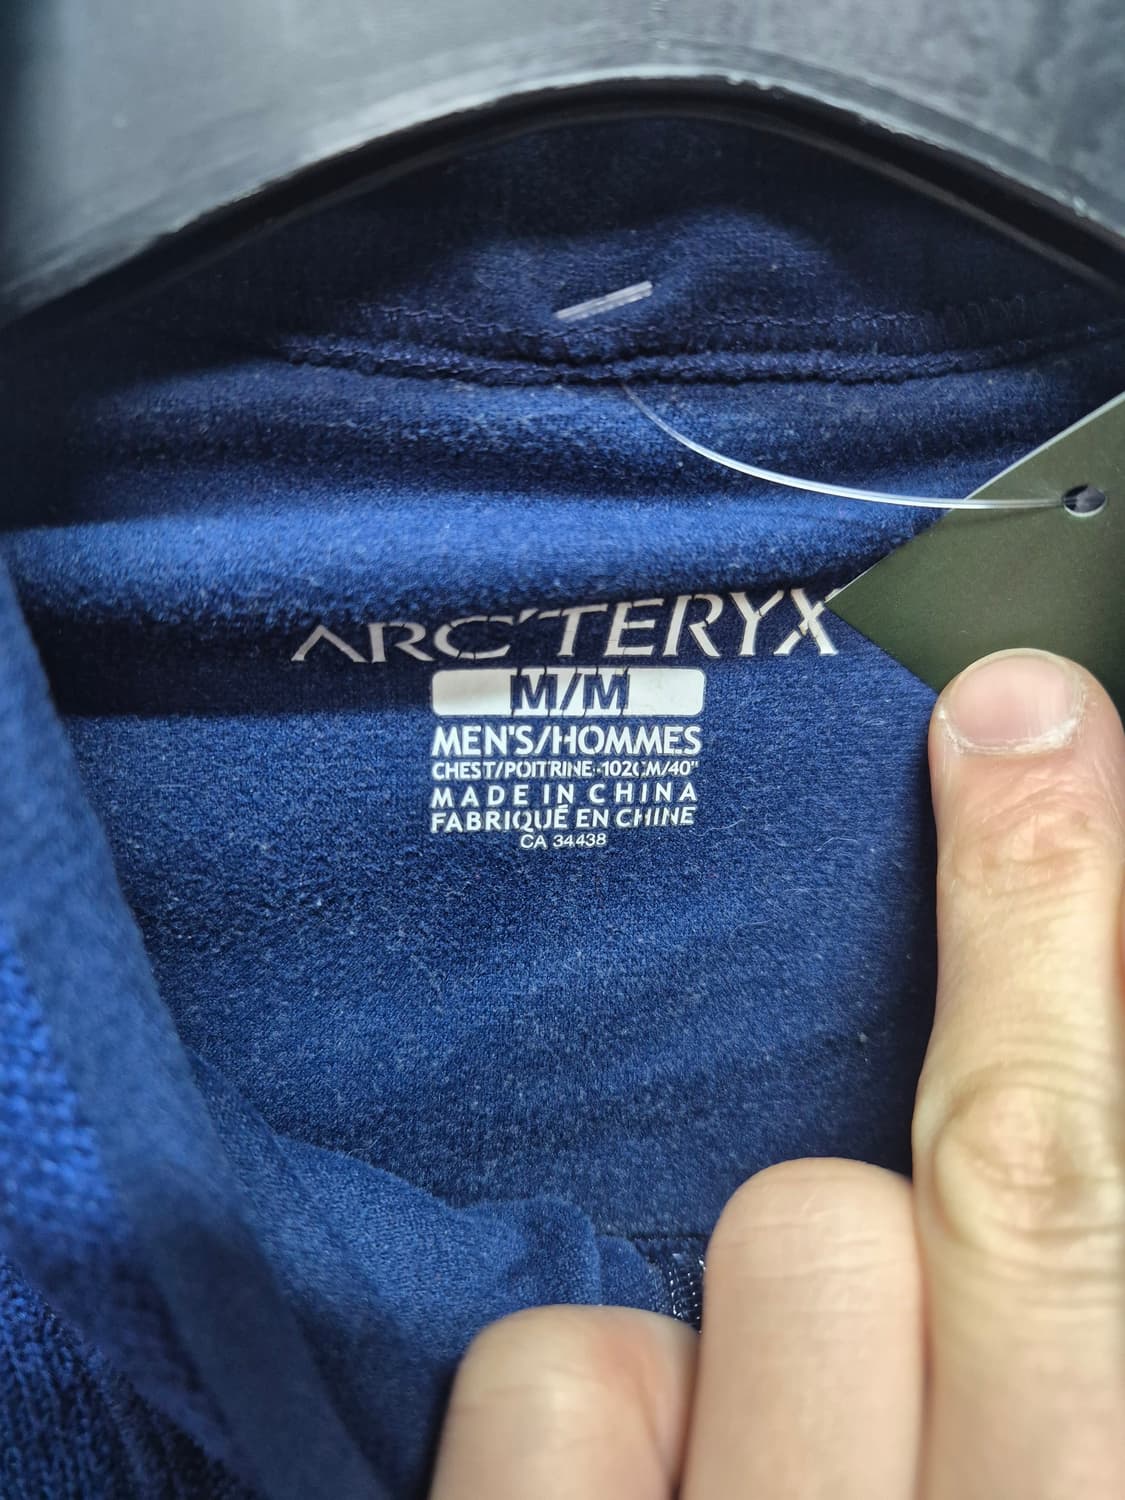 ARC'TERYX
M/M
MEN'S/HOMMES
CHEST/POITRINE-102CM/40"
MADE IN CHINA
FABRIQUÉ EN CHINE
CA 34438